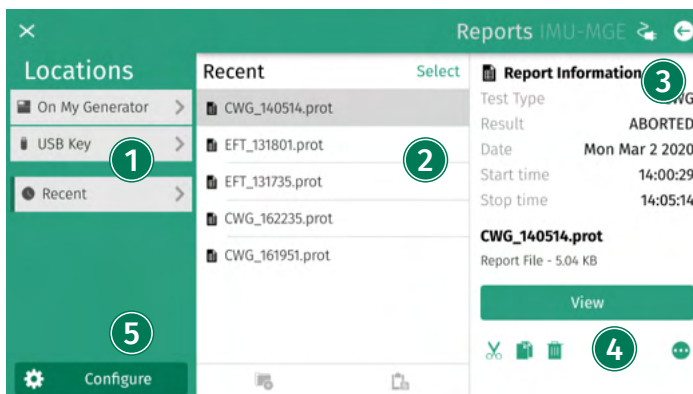 Reports IMU-MGE
Locations
On My Generator
USB Key
1
Recent
5
Configure
Recent Select
CWG_140514.prot
EFT_131801.prot
2
EFT_131735.prot
CWG_162235.prot
CWG_161951.prot
Report Information
3
Test Type WG
Result ABORTED
Date Mon Mar 2 2020
Start time 14:00:29
Stop time 14:05:14
CWG_140514.prot
Report File - 5.04 KB
View
4